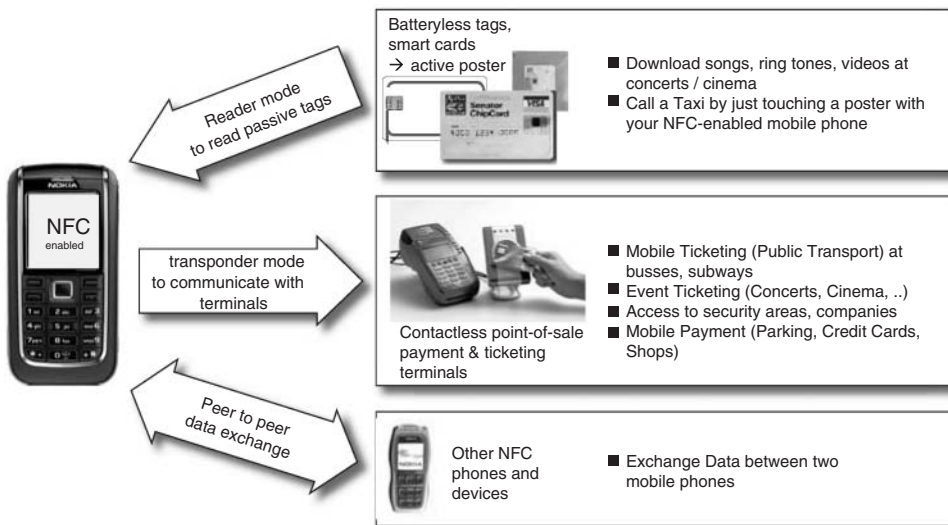 Batteryless tags,
smart cards
→ active poster
Senator
ChipCard
VISA
■ Download songs, ring tones, videos at
concerts / cinema
■ Call a Taxi by just touching a poster with
your NFC-enabled mobile phone
Reader mode
to read passive tags
NOKIA
NFC
enabled
transponder mode
to communicate with
terminals
Contactless point-of-sale
payment & ticketing
terminals
■ Mobile Ticketing (Public Transport) at
busses, subways
■ Event Ticketing (Concerts, Cinema, ..)
■ Access to security areas, companies
■ Mobile Payment (Parking, Credit Cards,
Shops)
Peer to peer
data exchange
NOKIA
Other NFC
phones and
devices
■ Exchange Data between two
mobile phones